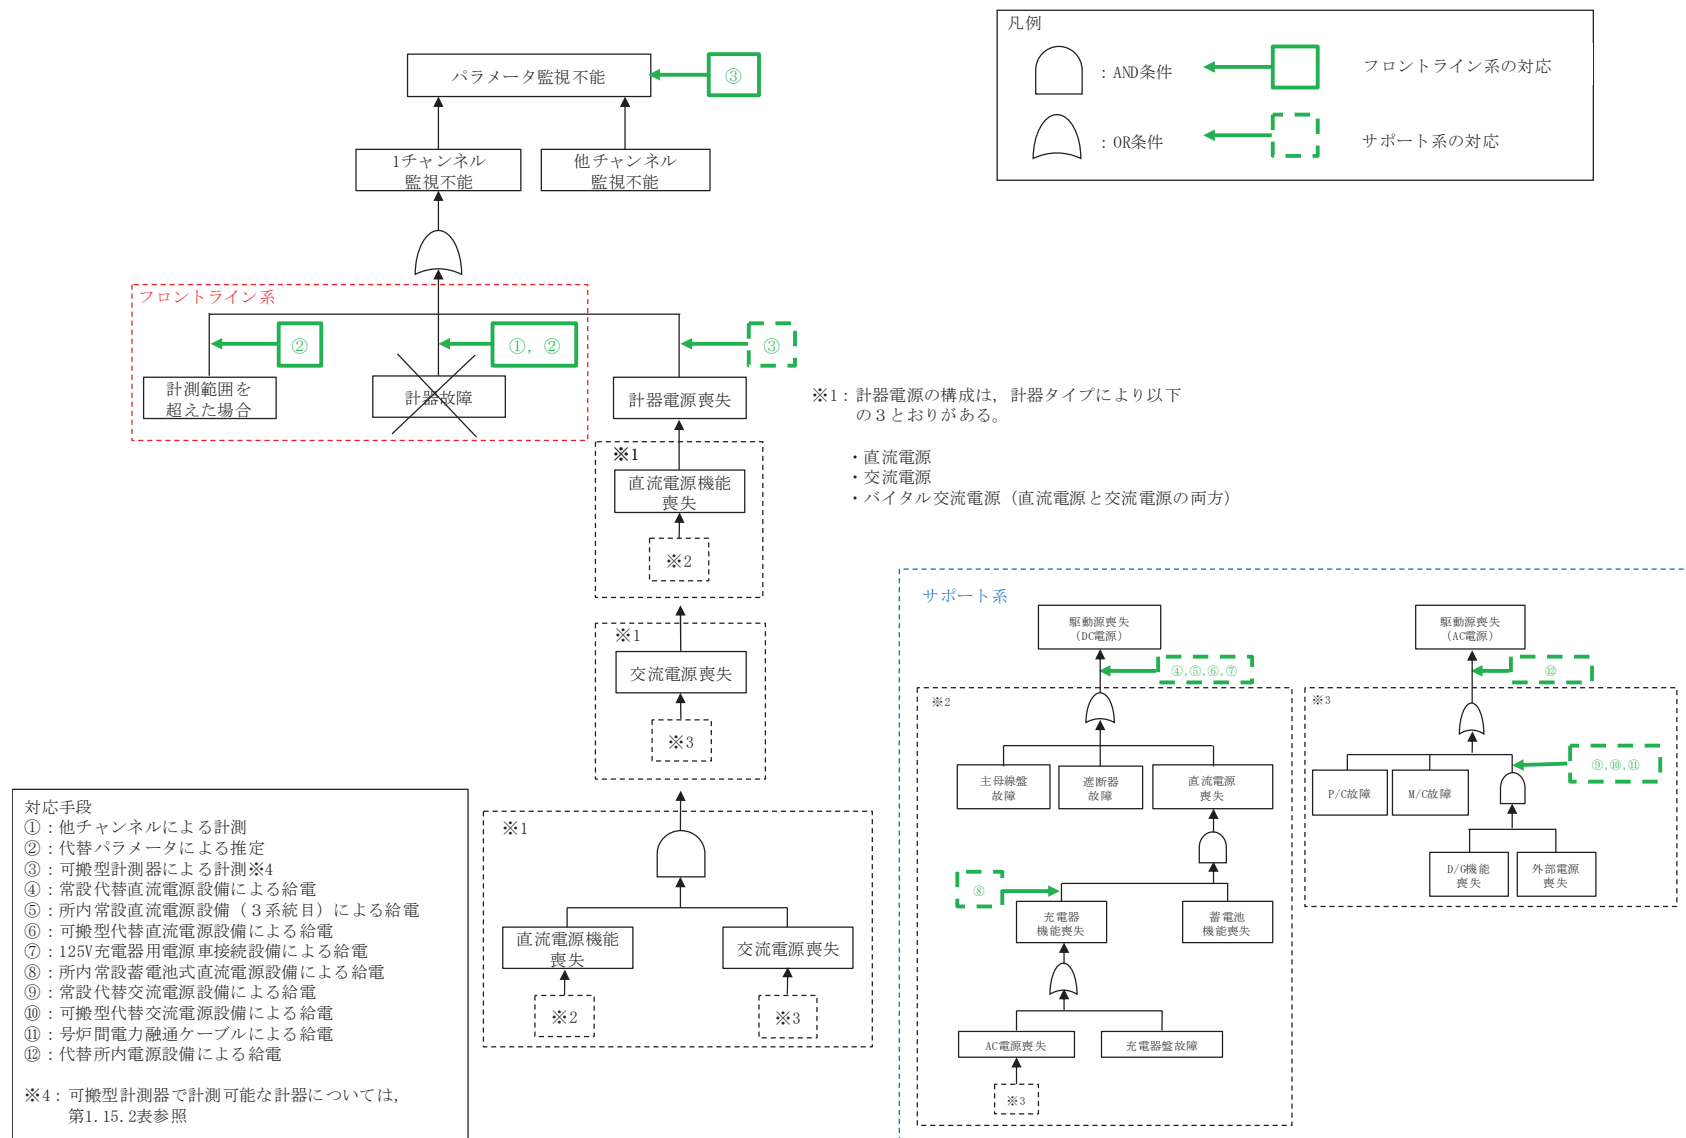 パラメータ監視不能
③
1チャンネル
監視不能
他チャンネル
監視不能
凡例
：AND条件
フロントライン系の対応
：OR条件
サポート系の対応
フロントライン系
②
①，②
③
計測範囲を
超えた場合
計器故障
計器電源喪失
※1：計器電源の構成は，計器タイプにより以下
の３とおりがある。
・直流電源
・交流電源
・バイタル交流電源（直流電源と交流電源の両方）
※1
直流電源機能
喪失
※2
※1
交流電源喪失
※3
※1
直流電源機能
喪失
交流電源喪失
※2
※3
サポート系
駆動源喪失
（DC電源）
④,⑤,⑥,⑦
※2
主母線盤
故障
遮断器
故障
直流電源
喪失
⑧
充電器
機能喪失
蓄電池
機能喪失
AC電源喪失
充電器盤故障
※3
駆動源喪失
（AC電源）
⑫
※3
⑨,⑩,⑪
P/C故障
M/C故障
D/G機能
喪失
外部電源
喪失
対応手段
①：他チャンネルによる計測
②：代替パラメータによる推定
③：可搬型計測器による計測※4
④：常設代替直流電源設備による給電
⑤：所内常設直流電源設備（３系統目）による給電
⑥：可搬型代替直流電源設備による給電
⑦：125V充電器用電源車接続設備による給電
⑧：所内常設蓄電池式直流電源設備による給電
⑨：常設代替交流電源設備による給電
⑩：可搬型代替交流電源設備による給電
⑪：号炉間電力融通ケーブルによる給電
⑫：代替所内電源設備による給電
※4：可搬型計測器で計測可能な計器については，
第1.15.2表参照